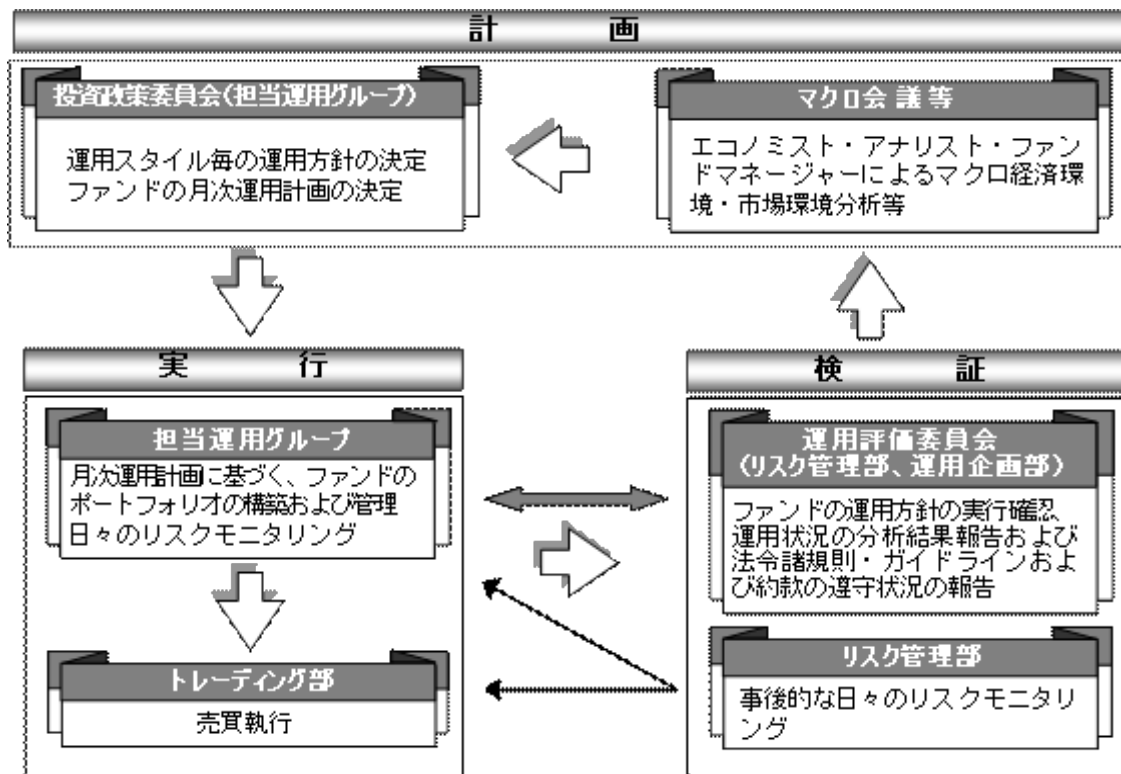 計 画
投資政策委員会(担当運用グループ)
運用スタイル毎の運用方針の決定
ファンドの月次運用計画の決定
マクロ会議等
エコノミスト・アナリスト・ファン
ドマネージャーによるマクロ経済環
境・市場環境分析等
実 行
担当運用グループ
月次運用計画に基づく、ファンドの
ポートフォリオの構築および管理
日々のリスクモニタリング
トレーディング部
売買執行
検 証
運用評価委員会
(リスク管理部、運用企画部)
ファンドの運用方針の実行確認、
運用状況の分析結果報告および
法令諸規則・ガイドラインおよ
び約款の遵守状況の報告
リスク管理部
事後的な日々のリスクモニタリ
ング